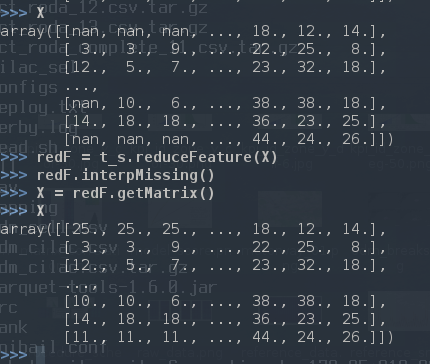 >>> X
array([[nan, nan, nan, ..., 18., 12., 14.],
[ 3., 3., 9., ..., 22., 25., 8.],
[12., 5., 7., ..., 23., 32., 18.],
...,
[nan, 10., 6., ..., 38., 38., 18.],
[14., 18., 18., ..., 36., 23., 25.],
[nan, nan, nan, ..., 44., 24., 26.]])
>>> redF = t_s.reduceFeature(X)
>>> redF.interpMissing()
>>> X = redF.getMatrix()
>>> X
array([[25., 25., 25., ..., 18., 12., 14.],
[ 3., 3., 9., ..., 22., 25., 8.],
[12., 5., 7., ..., 23., 32., 18.],
...,
[10., 10., 6., ..., 38., 38., 18.],
[14., 18., 18., ..., 36., 23., 25.],
[11., 11., 11., ..., 44., 24., 26.]])
>>>